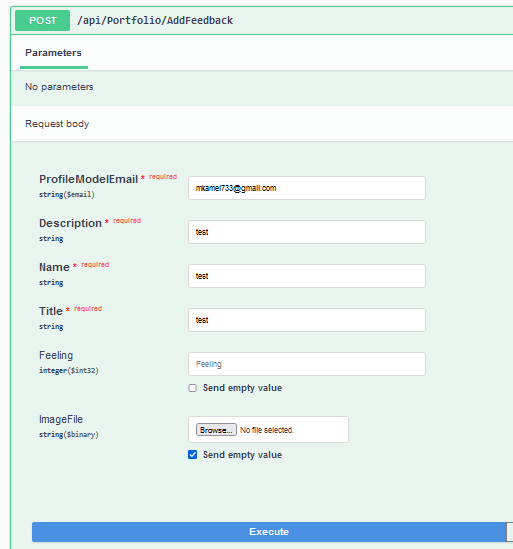 POST /api/Portfolio/AddFeedback
Parameters
No parameters
Request body
ProfileModelEmail * required
string($email)
mkamel733@gmail.com
Description * required
string
test
Name * required
string
test
Title * required
string
test
Feeling
integer($int32)
Feeling
Send empty value
ImageFile
string($binary)
Browse... No file selected.
Send empty value
Execute